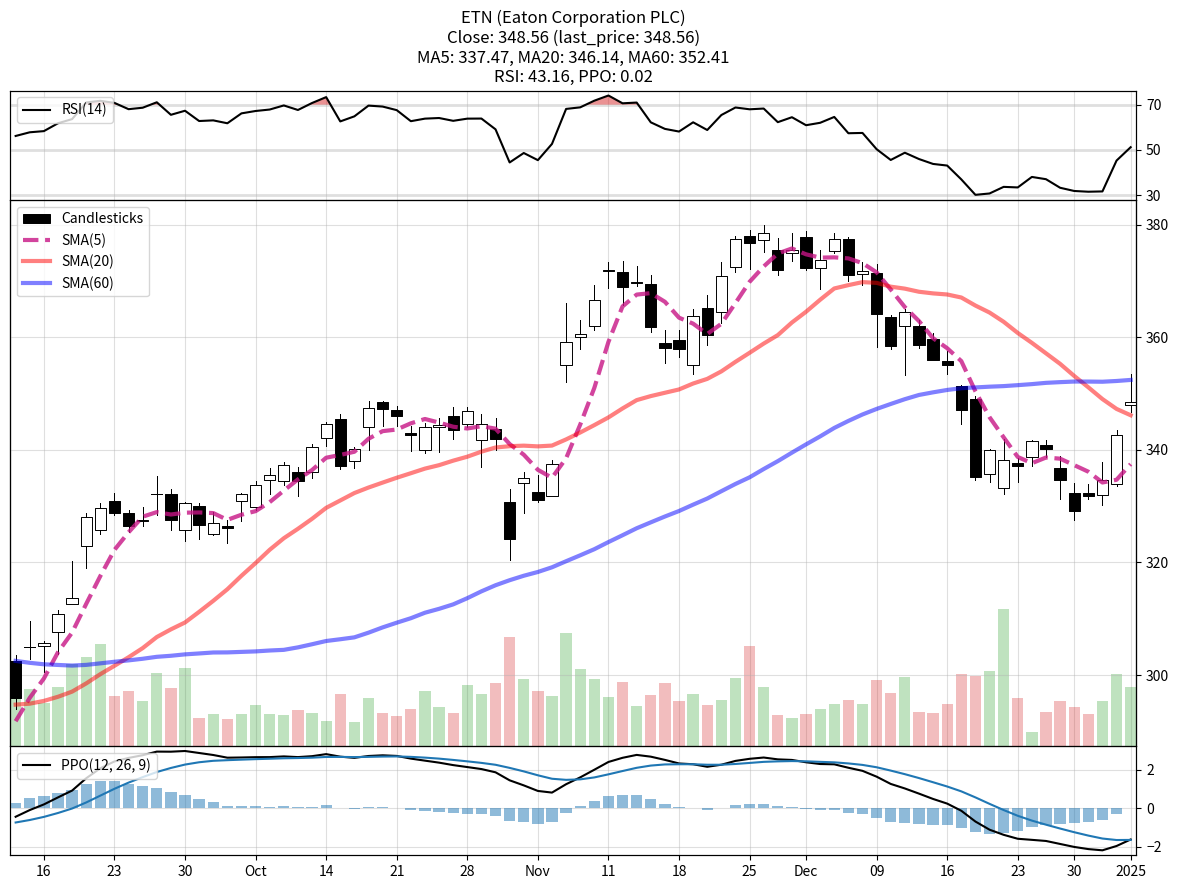 ETN (Eaton Corporation PLC)
Close: 348.56 (last_price: 348.56)
MA5: 337.47, MA20: 346.14, MA60: 352.41
RSI: 43.16, PPO: 0.02
RSI(14)
70
50
30
Candlesticks
SMA(5)
SMA(20)
SMA(60)
380
360
340
320
300
PPO(12, 26, 9)
2
0
−2
16 23 30 Oct 14 21 28 Nov 11 18 25 Dec 09 16 23 30 2025